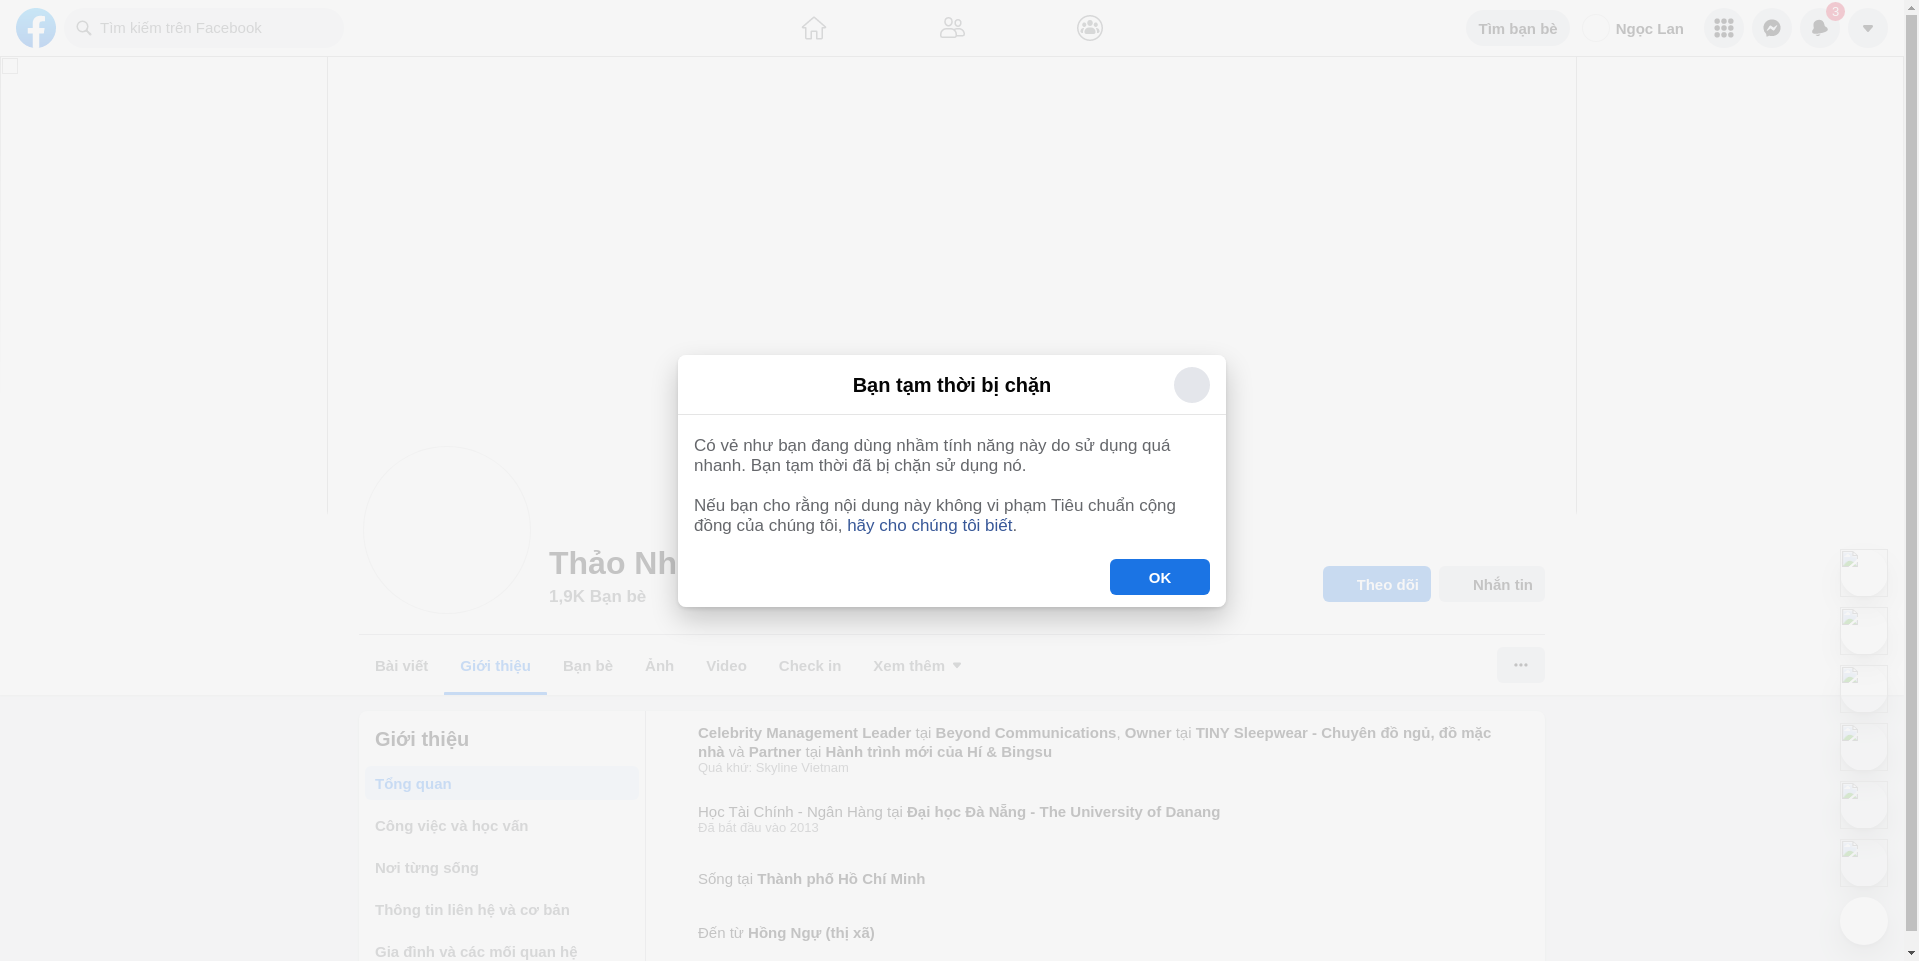 Tìm kiếm trên Facebook
Tìm bạn bè
Ngọc Lan
3
Bạn tạm thời bị chặn
Có vẻ như bạn đang dùng nhầm tính năng này do sử dụng quá
nhanh. Bạn tạm thời đã bị chặn sử dụng nó.
Nếu bạn cho rằng nội dung này không vi phạm Tiêu chuẩn cộng
đồng của chúng tôi, hãy cho chúng tôi biết.
OK
Thảo Nh
1,9K Bạn bè
Theo dõi
Nhắn tin
Bài viết
Giới thiệu
Bạn bè
Ảnh
Video
Check in
Xem thêm
Giới thiệu
Tổng quan
Công việc và học vấn
Nơi từng sống
Thông tin liên hệ và cơ bản
Gia đình và các mối quan hệ
Celebrity Management Leader tại Beyond Communications, Owner tại TINY Sleepwear - Chuyên đồ ngủ, đồ mặc
nhà và Partner tại Hành trình mới của Hí & Bingsu
Quá khứ: Skyline Vietnam
Học Tài Chính - Ngân Hàng tại Đại học Đà Nẵng - The University of Danang
Đã bắt đầu vào 2013
Sống tại Thành phố Hồ Chí Minh
Đến từ Hồng Ngự (thị xã)